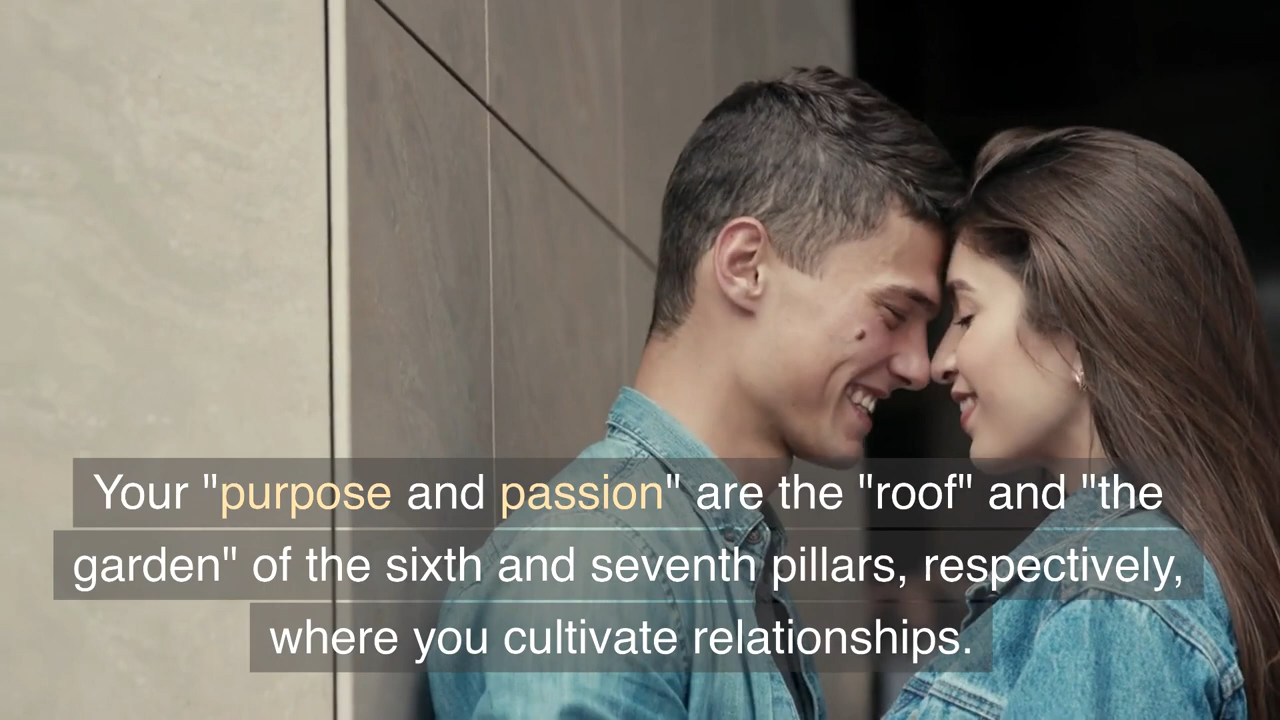 Your "purpose and passion" are the "roof" and "the
garden" of the sixth and seventh pillars, respectively,
where you cultivate relationships.